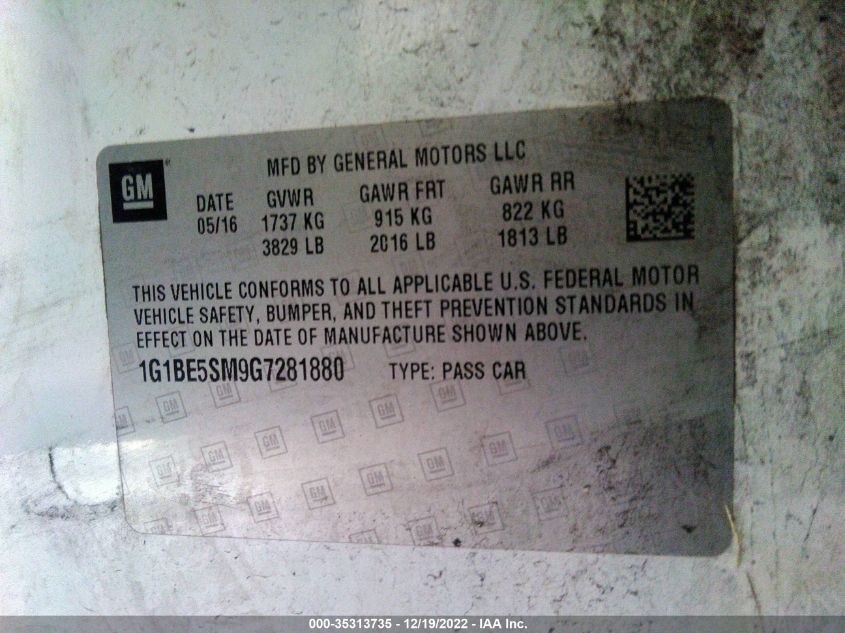 GM ®
MFD BY GENERAL MOTORS LLC
DATE GVWR GAWR FRT GAWR RR
05/16 1737 KG 915 KG 822 KG
3829 LB 2016 LB 1813 LB
THIS VEHICLE CONFORMS TO ALL APPLICABLE U.S. FEDERAL MOTOR
VEHICLE SAFETY, BUMPER, AND THEFT PREVENTION STANDARDS IN
EFFECT ON THE DATE OF MANUFACTURE SHOWN ABOVE.
1G1BE5SM9G7281880 TYPE: PASS CAR
000-35313735 - 12/19/2022 - IAA Inc.